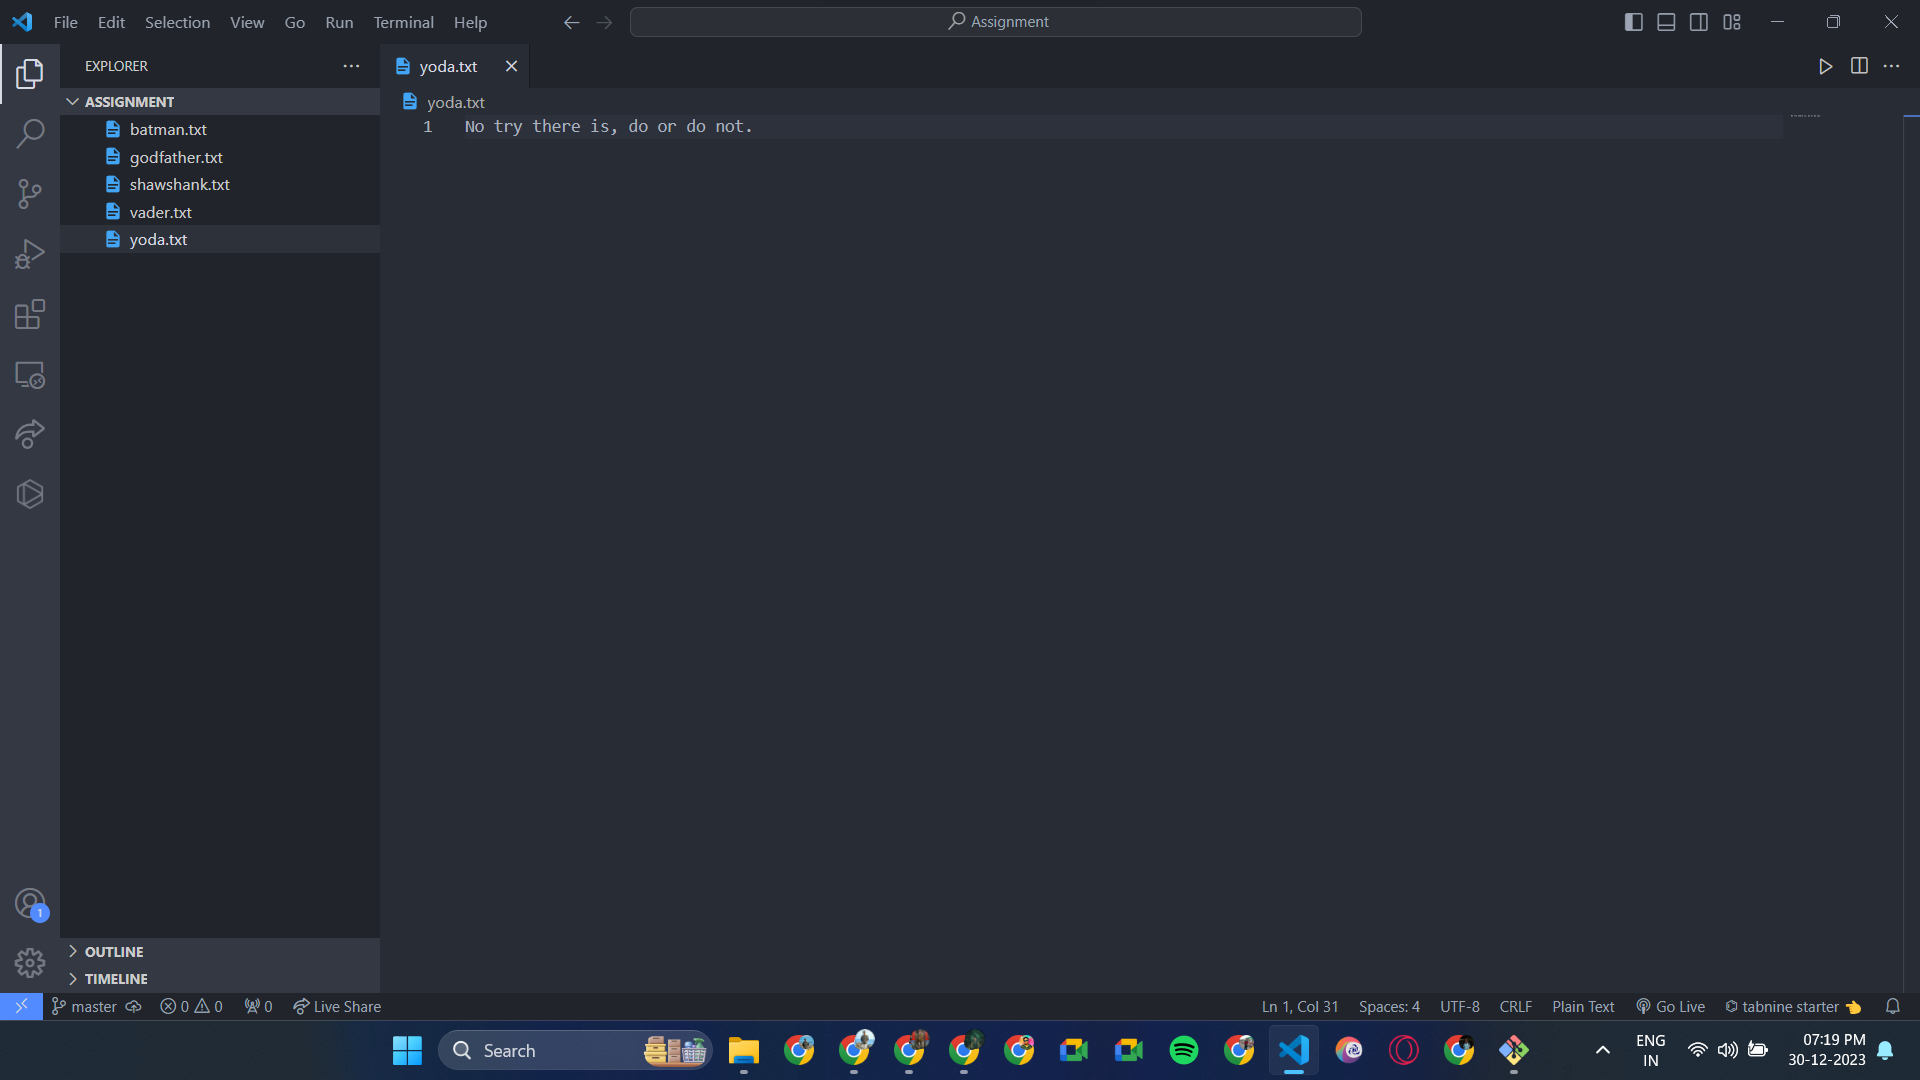 File Edit Selection View Go Run Terminal Help
Assignment
EXPLORER
yoda.txt
ASSIGNMENT
yoda.txt
batman.txt
godfather.txt
shawshank.txt
vader.txt
yoda.txt
1 No try there is, do or do not.
1
OUTLINE
TIMELINE
master 0 0 0 Live Share
Ln 1, Col 31 Spaces: 4 UTF-8 CRLF Plain Text Go Live tabnine starter
Search
ENG
IN
07:19 PM
30-12-2023